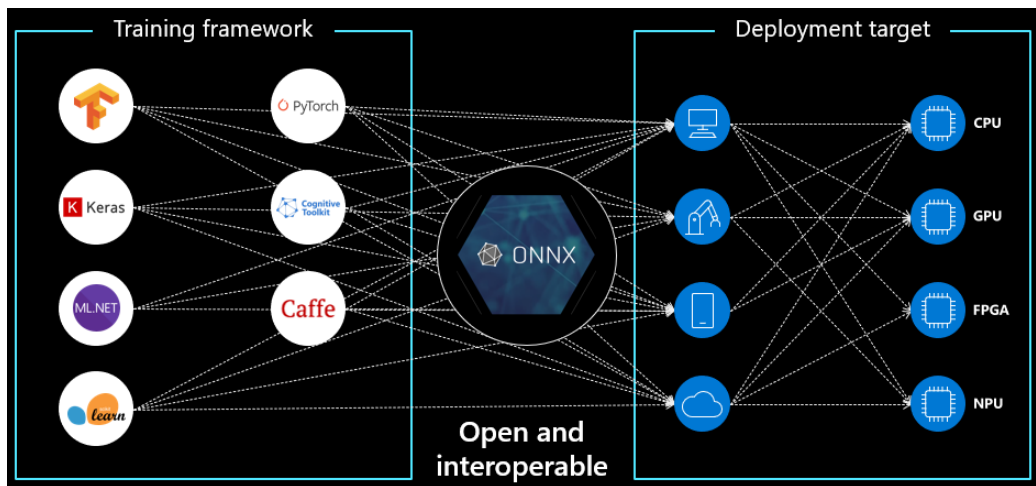 Training framework
Deployment target
PyTorch
CPU
K Keras
Cognitive
Toolkit
ONNX
GPU
ML.NET
Caffe
FPGA
learn
NPU
Open and
interoperable